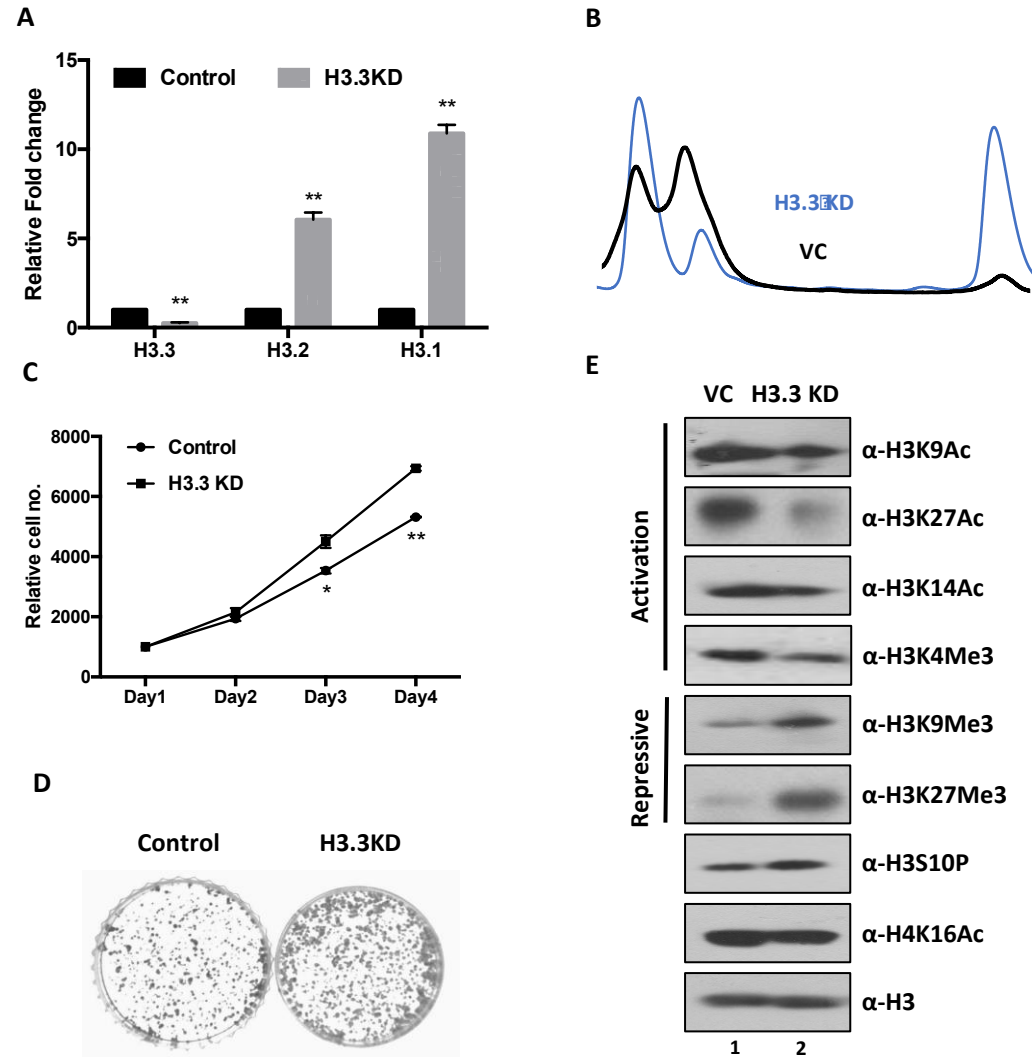 A
15
10
5
0
Relative Fold change
Control
H3.3KD
**
**
**
H3.3
H3.2
H3.1
B
H3.3 KD
VC
C
8000
6000
4000
2000
0
Relative cell no.
Control
H3.3 KD
*
**
Day1
Day2
Day3
Day4
D
Control
H3.3KD
E
VC
H3.3 KD
Activation
Repressive
α-H3K9Ac
α-H3K27Ac
α-H3K14Ac
α-H3K4Me3
α-H3K9Me3
α-H3K27Me3
α-H3S10P
α-H4K16Ac
α-H3
1
2